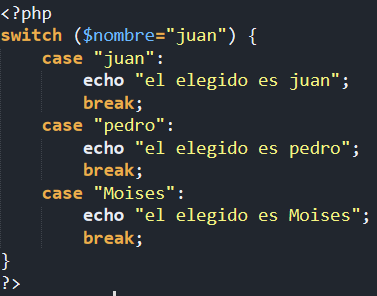 <?php
switch ($nombre="juan") {
    case "juan":
        echo "el elegido es juan";
        break;
    case "pedro":
        echo "el elegido es pedro";
        break;
    case "Moises":
        echo "el elegido es Moises";
        break;
}
?>